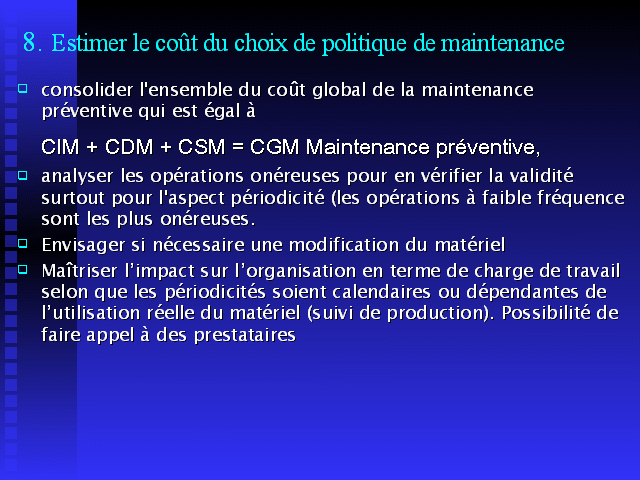 8. Estimer le coût du choix de politique de maintenance
consolider l'ensemble du coût global de la maintenance
préventive qui est égal à
CIM + CDM + CSM = CGM Maintenance préventive,
analyser les opérations onéreuses pour en vérifier la validité
surtout pour l'aspect périodicité (les opérations à faible fréquence
sont les plus onéreuses.
Envisager si nécessaire une modification du matériel
Maîtriser l’impact sur l’organisation en terme de charge de travail
selon que les périodicités soient calendaires ou dépendantes de
l’utilisation réelle du matériel (suivi de production). Possibilité de
faire appel à des prestataires